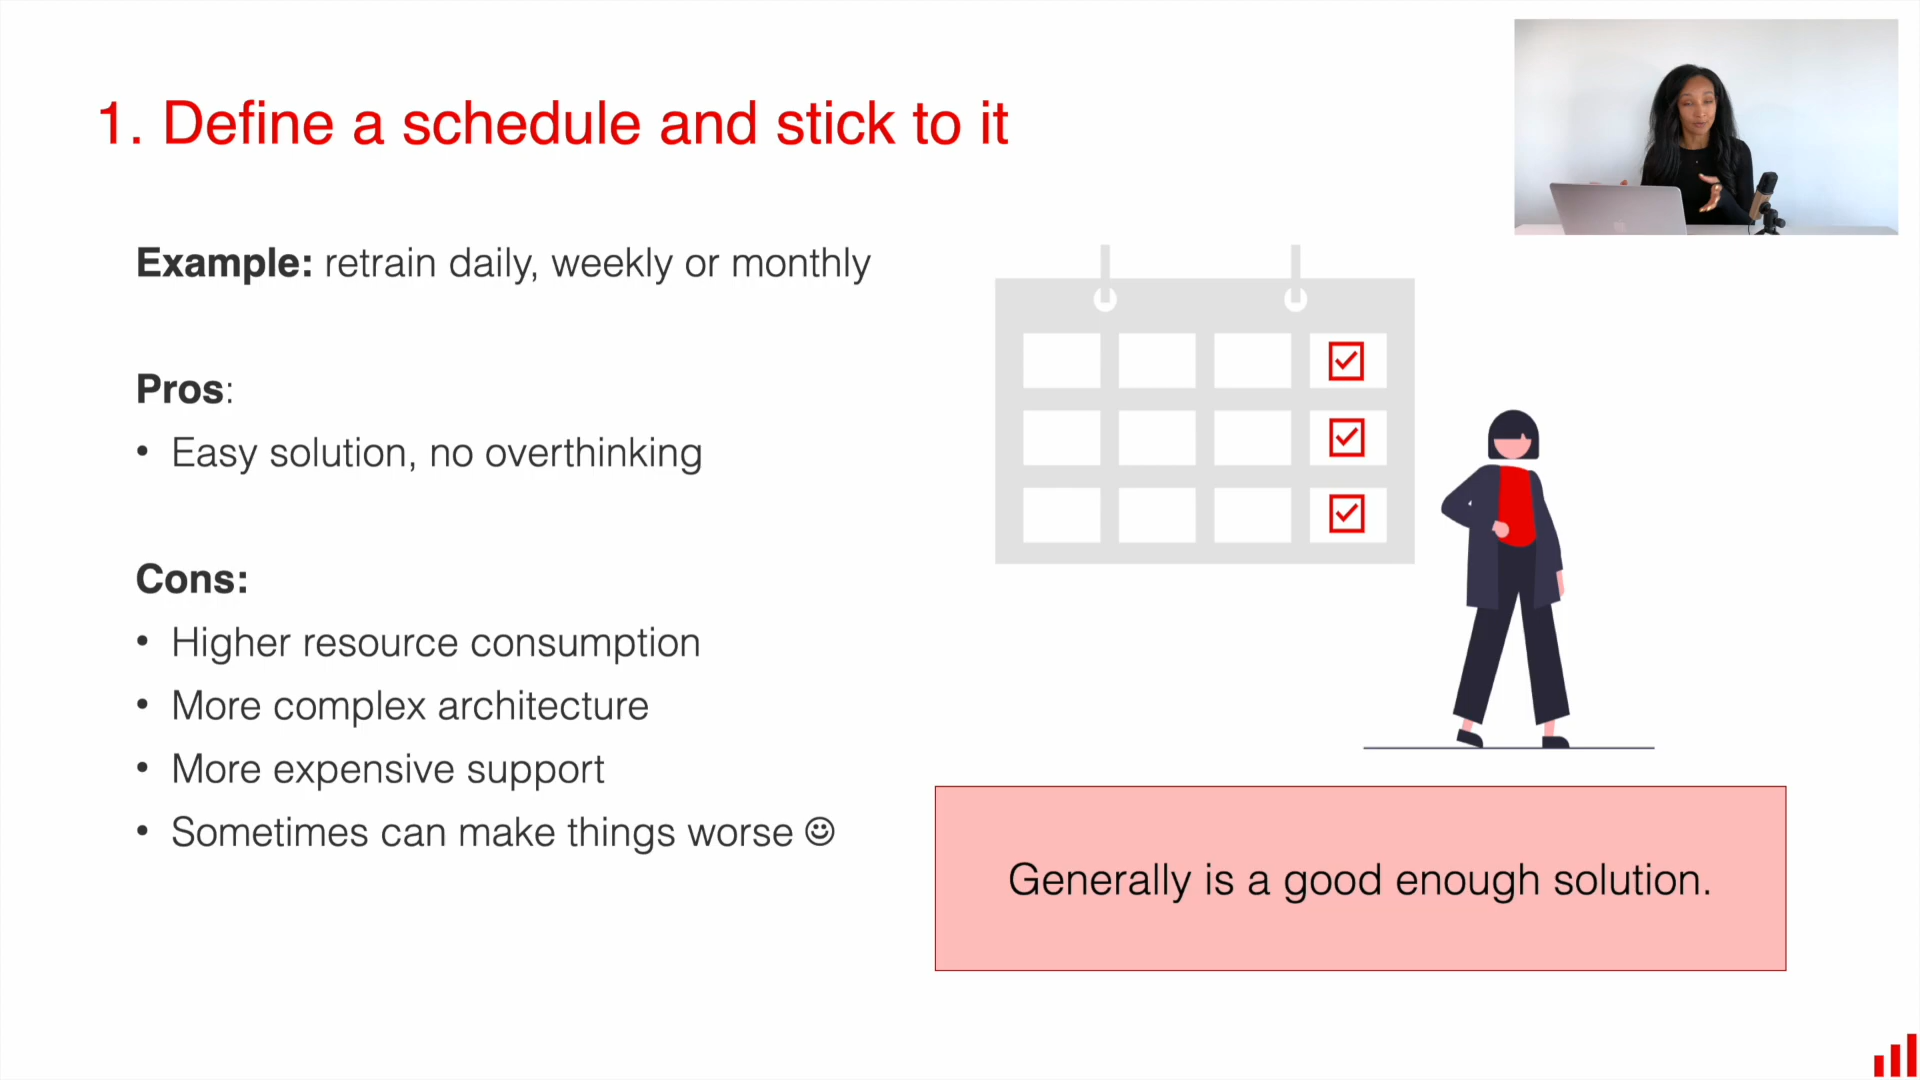 1. Define a schedule and stick to it
Example: retrain daily, weekly or monthly
Pros:
• Easy solution, no overthinking
Cons:
• Higher resource consumption
• More complex architecture
• More expensive support
• Sometimes can make things worse ☺
Generally is a good enough solution.